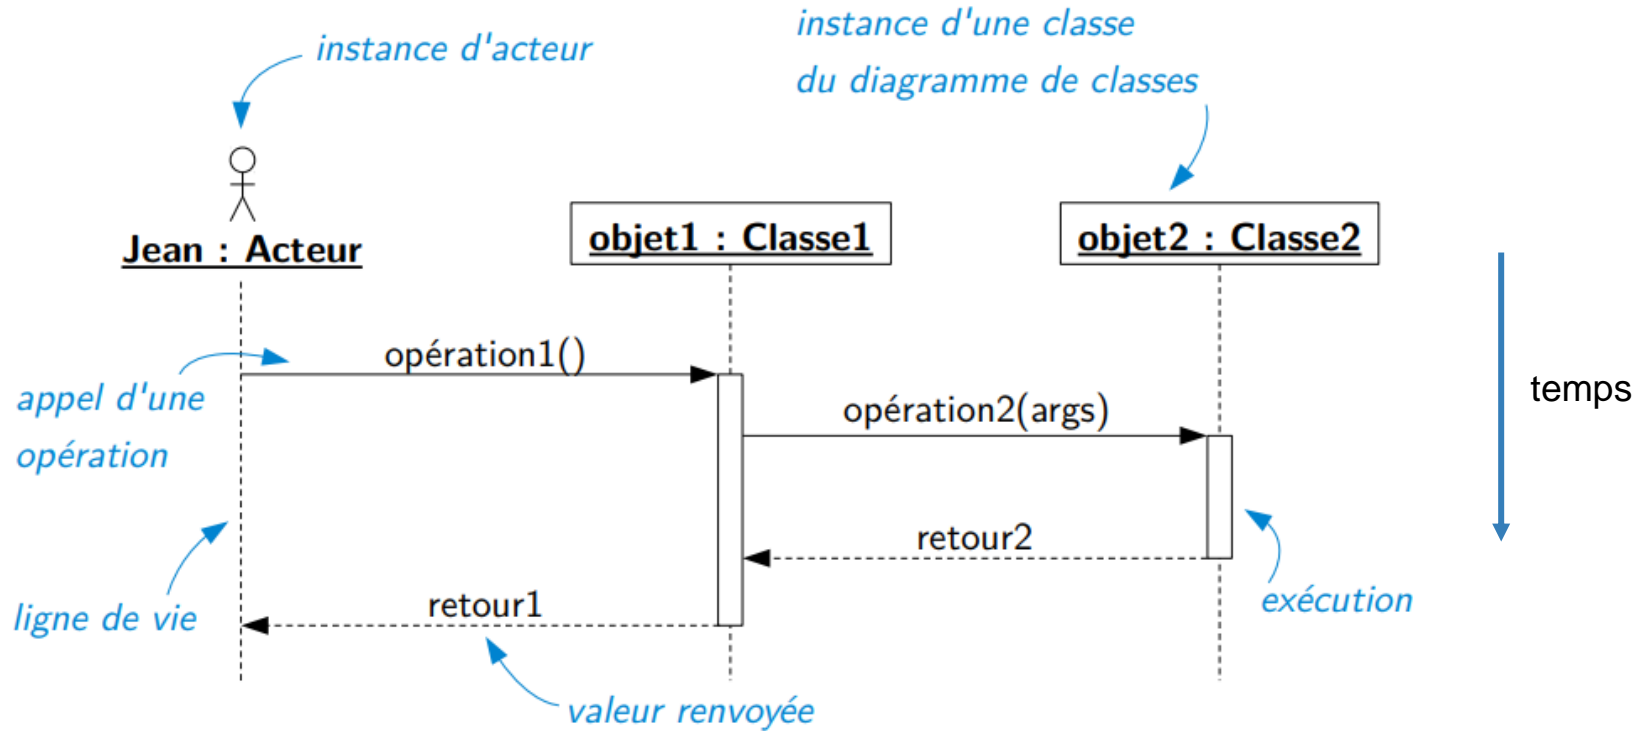 instance d'acteur
instance d'une classe
du diagramme de classes
Jean : Acteur
objet1 : Classe1
objet2 : Classe2
opération1()
appel d'une
opération
opération2(args)
temps
retour2
exécution
ligne de vie
retour1
valeur renvoyée